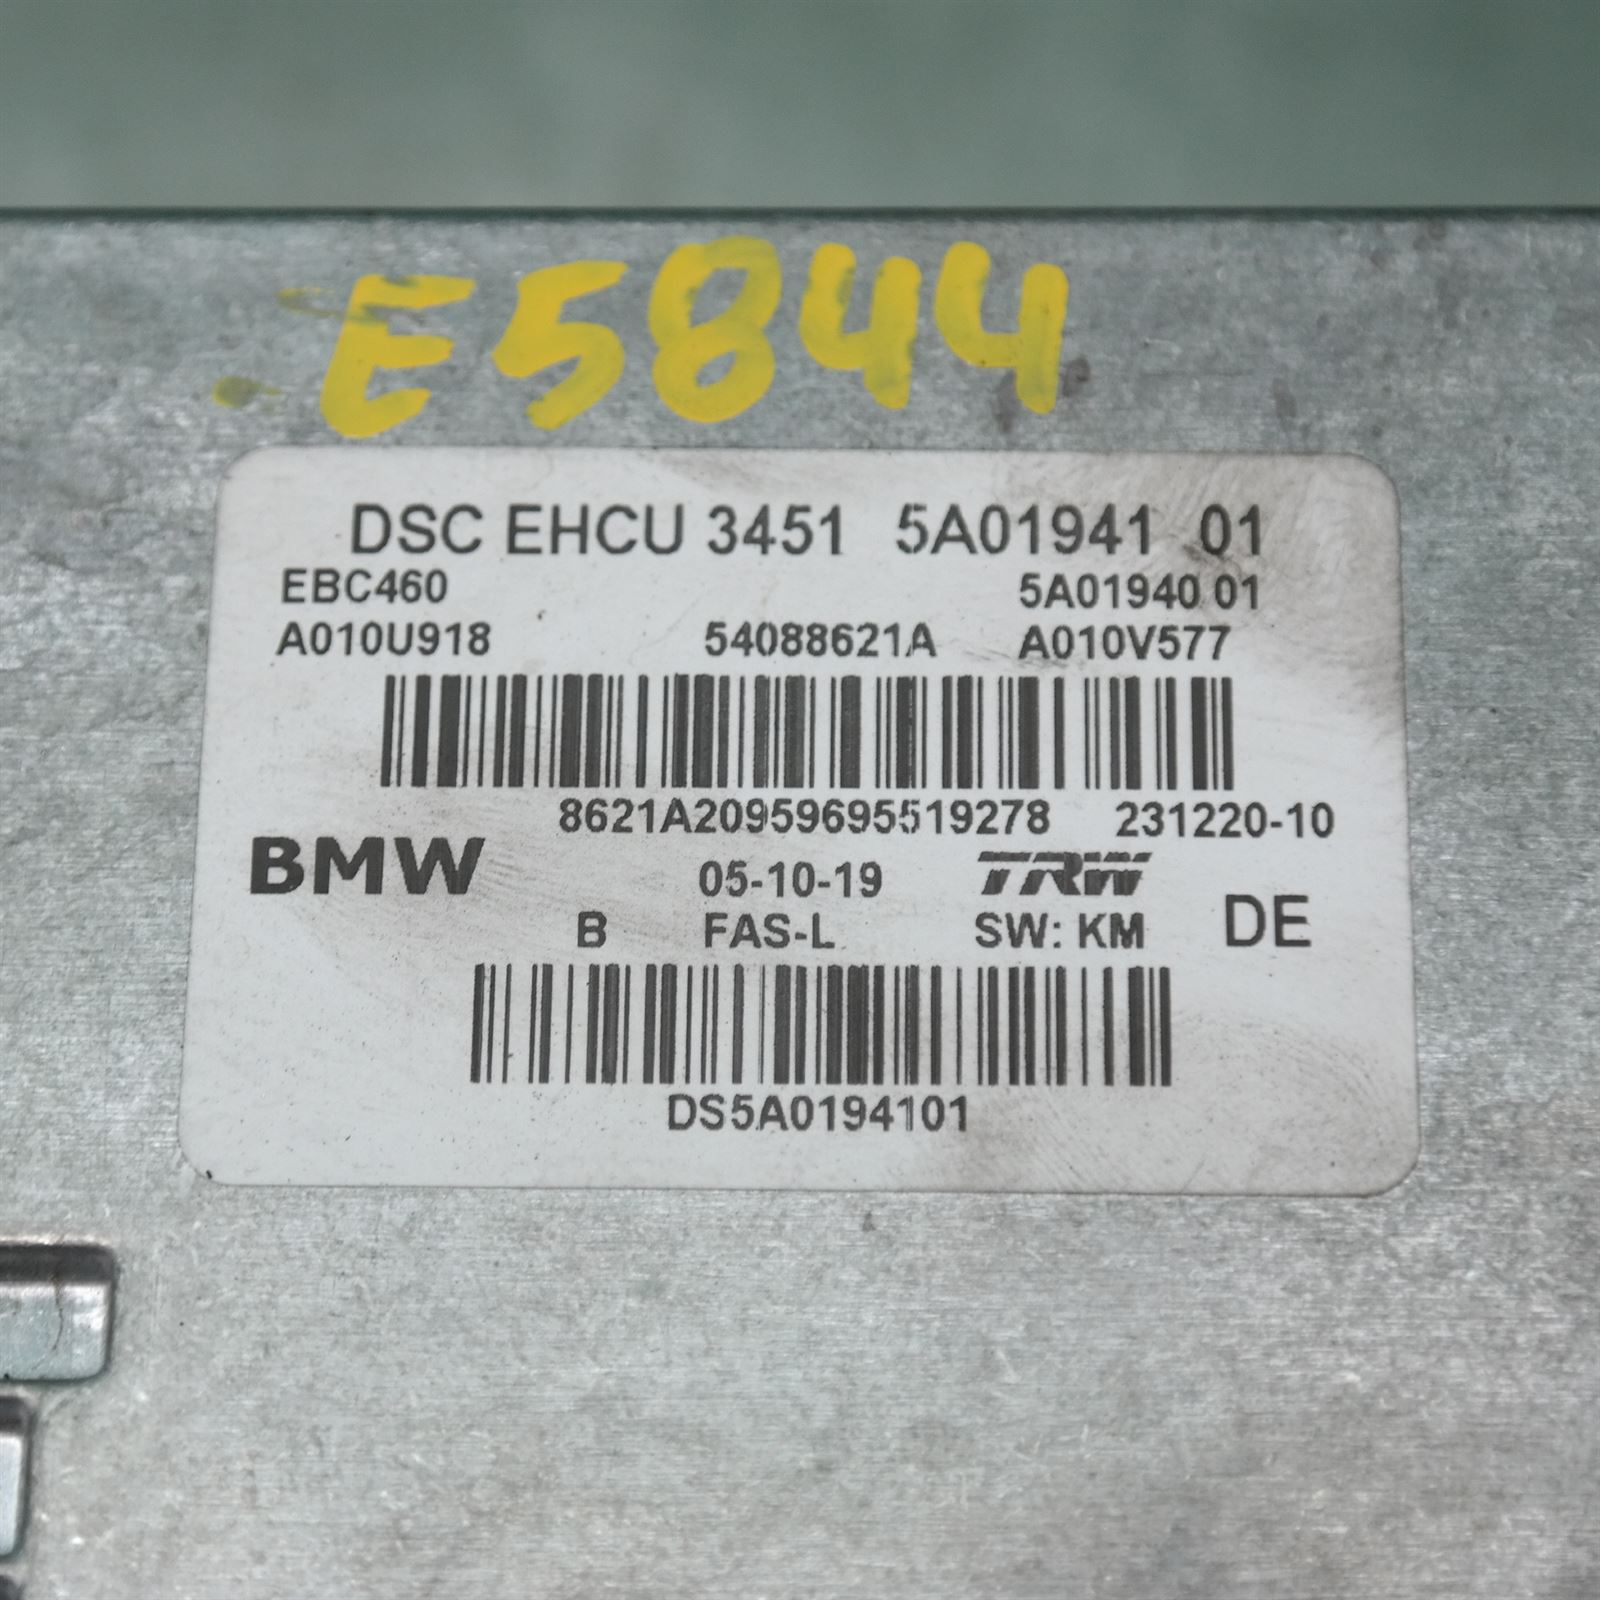 E5844
DSC EHCU 3451 5A01941 01
EBC460 5A01940 01
A010U918 54088621A A010V577
8621A20959695519278 231220-10
BMW 05-10-19 TRW
B FAS-L SW: KM DE
DS5A0194101